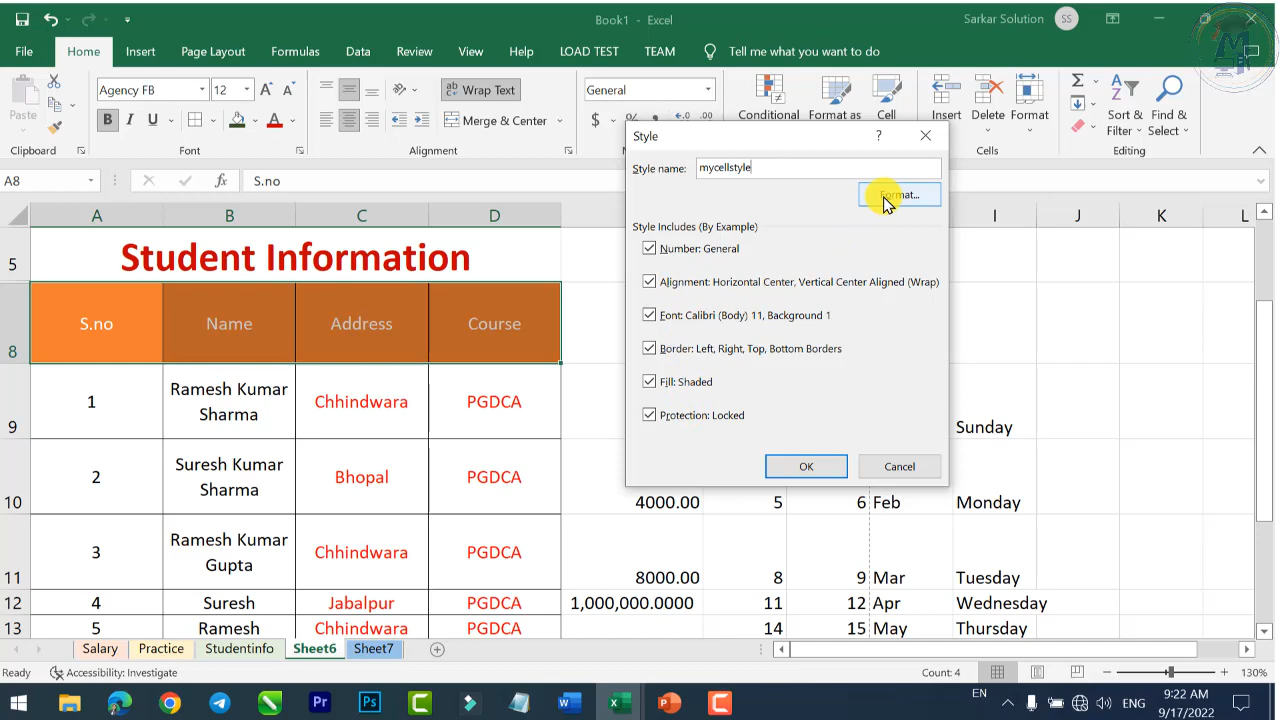 Book1 - Excel
Sarkar Solution
SS
File
Home
Insert
Page Layout
Formulas
Data
Review
View
Help
LOAD TEST
TEAM
Tell me what you want to do
Paste
Clipboard
Agency FB
12
B I U
Font
Wrap Text
Merge & Center
Alignment
General
$
Conditional
Format as
Cell
Insert
Delete
Format
Cells
Sort &
Filter
Find &
Select
Editing
A8
fx
S.no
A B C D I J K L
5
Student Information
8
S.no Name Address Course
9
1
Ramesh Kumar
Sharma
Chhindwara
PGDCA
Sunday
10
2
Suresh Kumar
Sharma
Bhopal
PGDCA
4000.00 5 6 Feb Monday
11
3
Ramesh Kumar
Gupta
Chhindwara
PGDCA
8000.00 8 9 Mar Tuesday
12 4 Suresh Jabalpur PGDCA 1,000,000.0000 11 12 Apr Wednesday
13 5 Ramesh Chhindwara PGDCA 14 15 May Thursday
Style
?
Style name:
mycellstyle
Format...
Style Includes (By Example)
Number: General
Alignment: Horizontal Center, Vertical Center Aligned (Wrap)
Font: Calibri (Body) 11, Background 1
Border: Left, Right, Top, Bottom Borders
Fill: Shaded
Protection: Locked
OK
Cancel
Salary
Practice
Studentinfo
Sheet6
Sheet7
Ready
Accessibility: Investigate
Count: 4
130%
EN
ENG
9:22 AM
9/17/2022